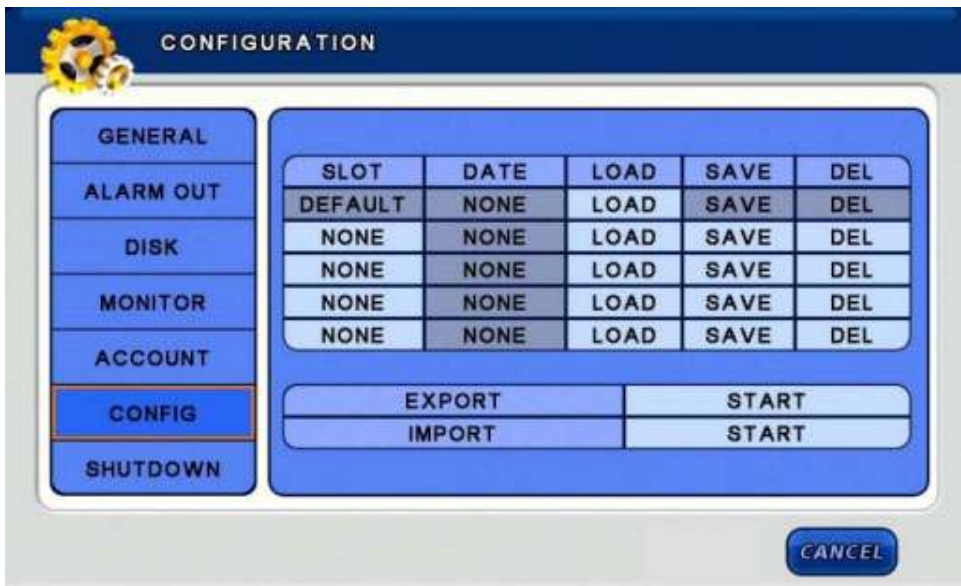 CONFIGURATION
GENERAL
ALARM OUT
DISK
MONITOR
ACCOUNT
CONFIG
SHUTDOWN
SLOT DATE LOAD SAVE DEL
DEFAULT NONE LOAD SAVE DEL
NONE NONE LOAD SAVE DEL
NONE NONE LOAD SAVE DEL
NONE NONE LOAD SAVE DEL
NONE NONE LOAD SAVE DEL
EXPORT START
IMPORT START
CANCEL